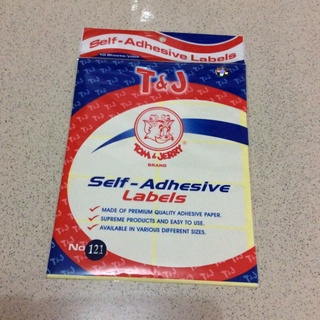 Self-Adhesive Labels
T&J
TOM & JERRY
BRAND
Self-Adhesive
Labels
✓ MADE OF PREMIUM QUALITY ADHESIVE PAPER.
✓ SUPREME PRODUCTS AND EASY TO USE.
✓ AVAILABLE IN VARIOUS DIFFERENT SIZES.
No 121
T&J